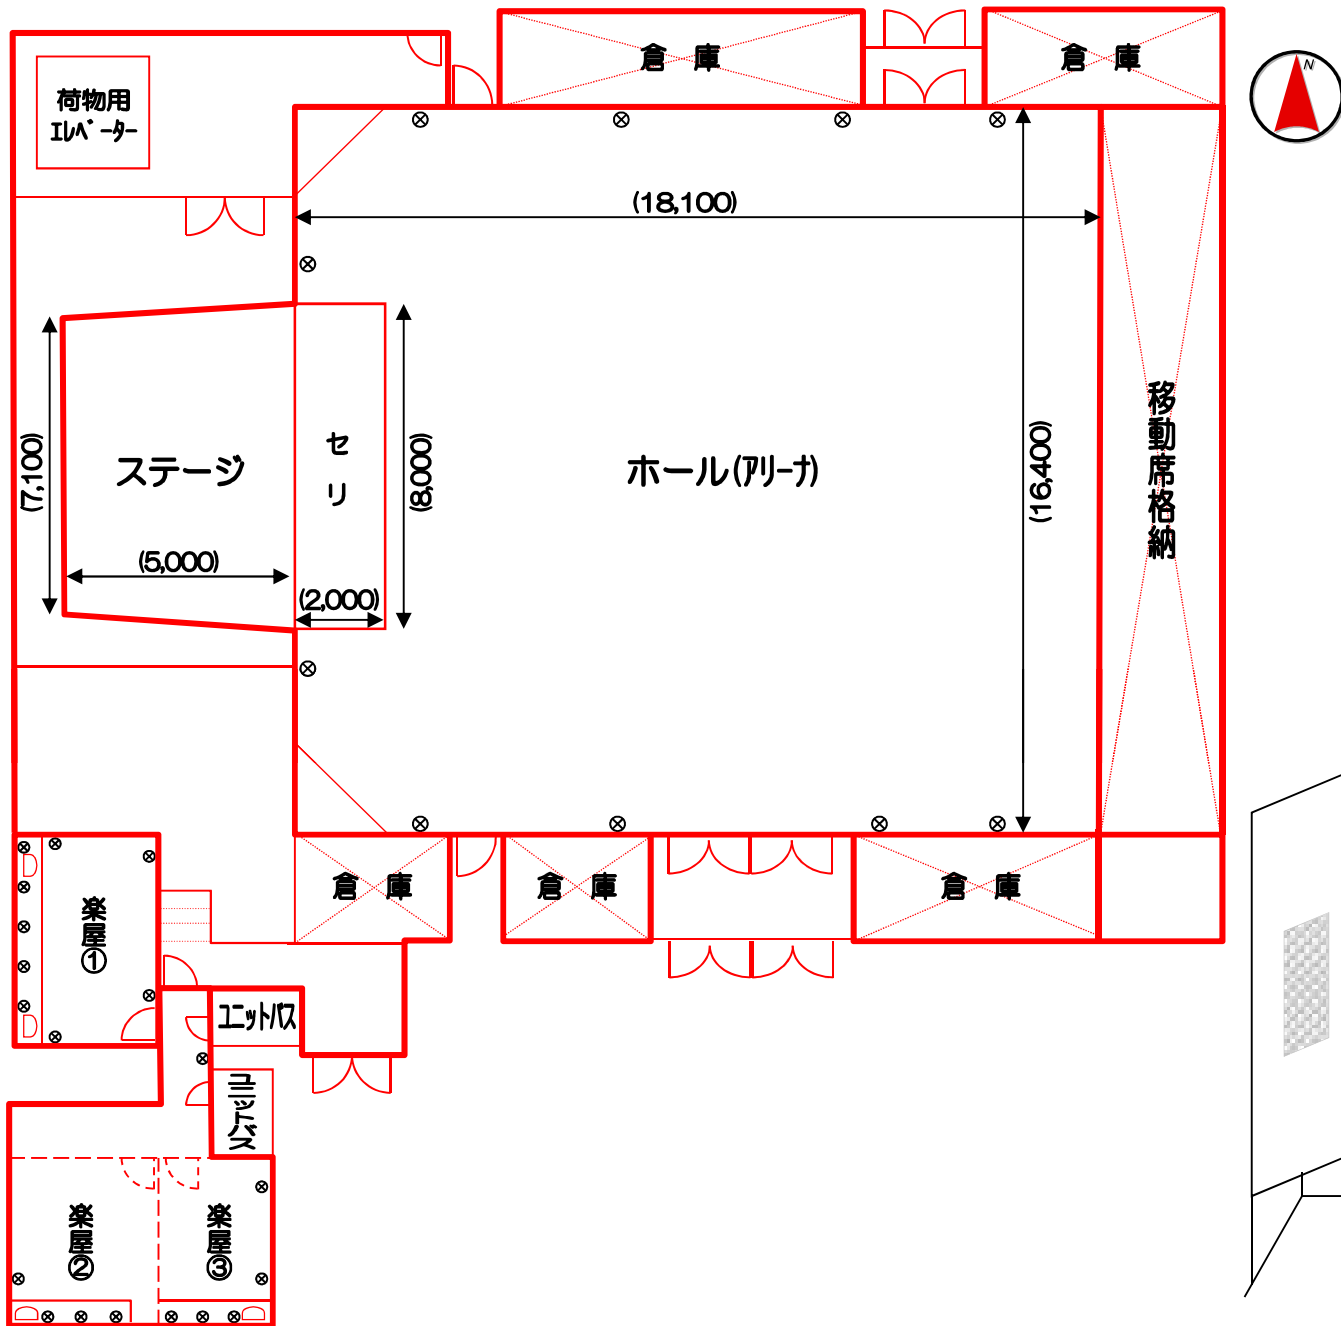 倉庫
倉庫
N
荷物用
エレベーター
(18,100)
ステージ
セリ
(7,100)
(5,000)
(2,000)
(8,000)
ホール(アリーナ)
(16,400)
移動席格納
倉庫
倉庫
倉庫
楽屋①
ユニットバス
ユニットバス
楽屋②
楽屋③